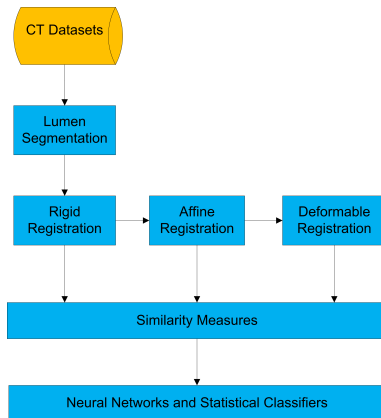 CT Datasets
Lumen
Segmentation
Rigid
Registration
Affine
Registration
Deformable
Registration
Similarity Measures
Neural Networks and Statistical Classifiers